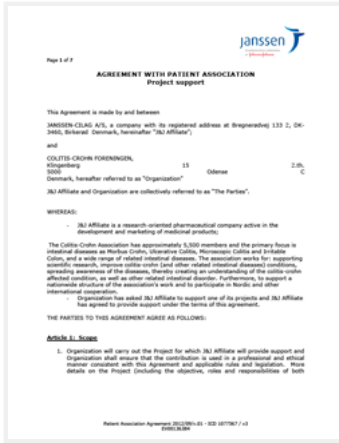 janssen
Page 1 of 7
AGREEMENT WITH PATIENT ASSOCIATION
Project support
This Agreement is made by and between
JANSSEN-CILAG A/S, a company with its registered address at Bregnerødvej 133 2, DK-
3460, Birkerød Denmark, hereinafter "J&J Affiliate";
and
COLITIS-CROHN FORENINGEN,
Klingenberg 15 2.th.
5000 Odense C
Denmark, hereafter referred to as "Organization"
J&J Affiliate and Organization are collectively referred to as "The Parties".
WHEREAS:
- J&J Affiliate is a research-oriented pharmaceutical company active in the
development and marketing of medicinal products;
The Colitis-Crohn Association has approximately 5,500 members and the primary focus is
intestinal diseases as Morbus Crohn, Ulcerative Colitis, Microscopic Colitis and Irritable
Colon, and a wide range of related intestinal diseases. The association works for: supporting
scientific research, improve colitis-crohn (and other related intestinal diseases) conditions,
spreading awareness of the diseases, thereby creating an understanding of the colitis-crohn
affected condition, as well as other related intestinal disorder. Furthermore, to support a
nationwide structure of the association's work and to participate in Nordic and other
international cooperation.
- Organization has asked J&J Affiliate to support one of its projects and J&J Affiliate
has agreed to provide support under the terms of this agreement.
THE PARTIES TO THIS AGREEMENT AGREE AS FOLLOWS:
Article 1: Scope
1. Organization will carry out the Project for which J&J Affiliate will provide support and
Organization shall ensure that the contribution is used in a professional and ethical
manner consistent with this Agreement and applicable rules and legislation. More
details on the Project (including the objective, roles and responsibilities of both